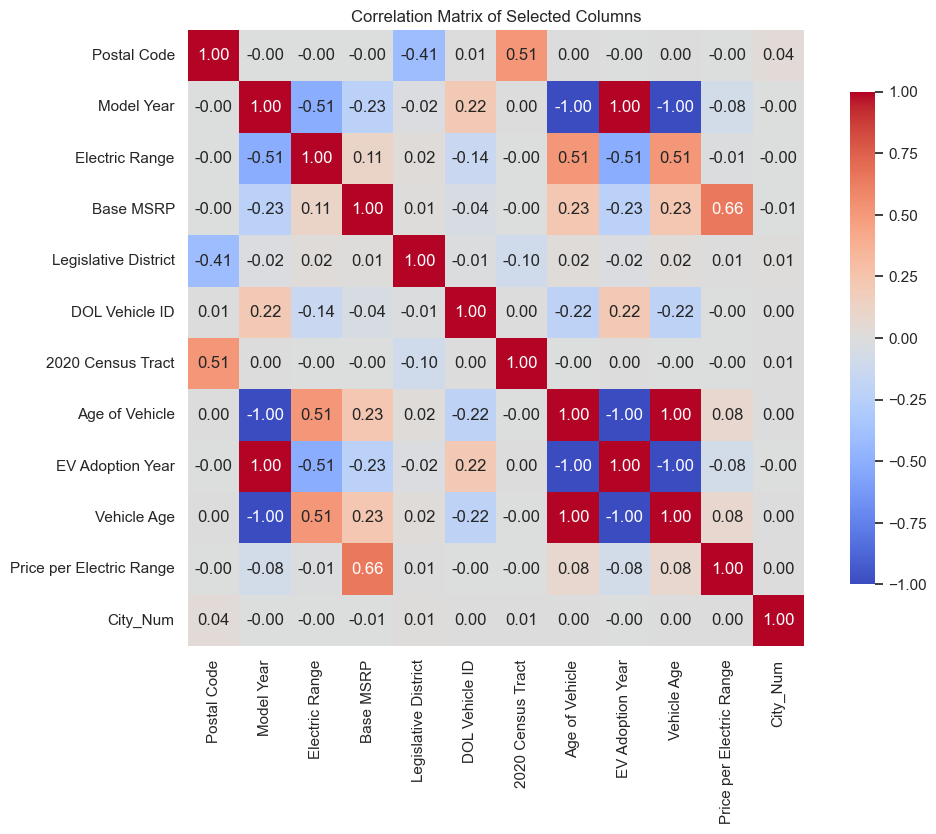 Correlation Matrix of Selected Columns
Postal Code 1.00 -0.00 -0.00 -0.00 -0.41 0.01 0.51 0.00 -0.00 0.00 -0.00 0.04
Model Year -0.00 1.00 -0.51 -0.23 -0.02 0.22 0.00 -1.00 1.00 -1.00 -0.08 -0.00
Electric Range -0.00 -0.51 1.00 0.11 0.02 -0.14 -0.00 0.51 -0.51 0.51 -0.01 -0.00
Base MSRP -0.00 -0.23 0.11 1.00 0.01 -0.04 -0.00 0.23 -0.23 0.23 0.66 -0.01
Legislative District -0.41 -0.02 0.02 0.01 1.00 -0.01 -0.10 0.02 -0.02 0.02 0.01 0.01
DOL Vehicle ID 0.01 0.22 -0.14 -0.04 -0.01 1.00 0.00 -0.22 0.22 -0.22 -0.00 0.00
2020 Census Tract 0.51 0.00 -0.00 -0.00 -0.10 0.00 1.00 -0.00 0.00 -0.00 -0.00 0.01
Age of Vehicle 0.00 -1.00 0.51 0.23 0.02 -0.22 -0.00 1.00 -1.00 1.00 0.08 0.00
EV Adoption Year -0.00 1.00 -0.51 -0.23 -0.02 0.22 0.00 -1.00 1.00 -1.00 -0.08 -0.00
Vehicle Age 0.00 -1.00 0.51 0.23 0.02 -0.22 -0.00 1.00 -1.00 1.00 0.08 0.00
Price per Electric Range -0.00 -0.08 -0.01 0.66 0.01 -0.00 -0.00 0.08 -0.08 0.08 1.00 0.00
City_Num 0.04 -0.00 -0.00 -0.01 0.01 0.00 0.01 0.00 -0.00 0.00 0.00 1.00
Postal Code
Model Year
Electric Range
Base MSRP
Legislative District
DOL Vehicle ID
2020 Census Tract
Age of Vehicle
EV Adoption Year
Vehicle Age
Price per Electric Range
City_Num
1.00
0.75
0.50
0.25
0.00
−0.25
−0.50
−0.75
−1.00